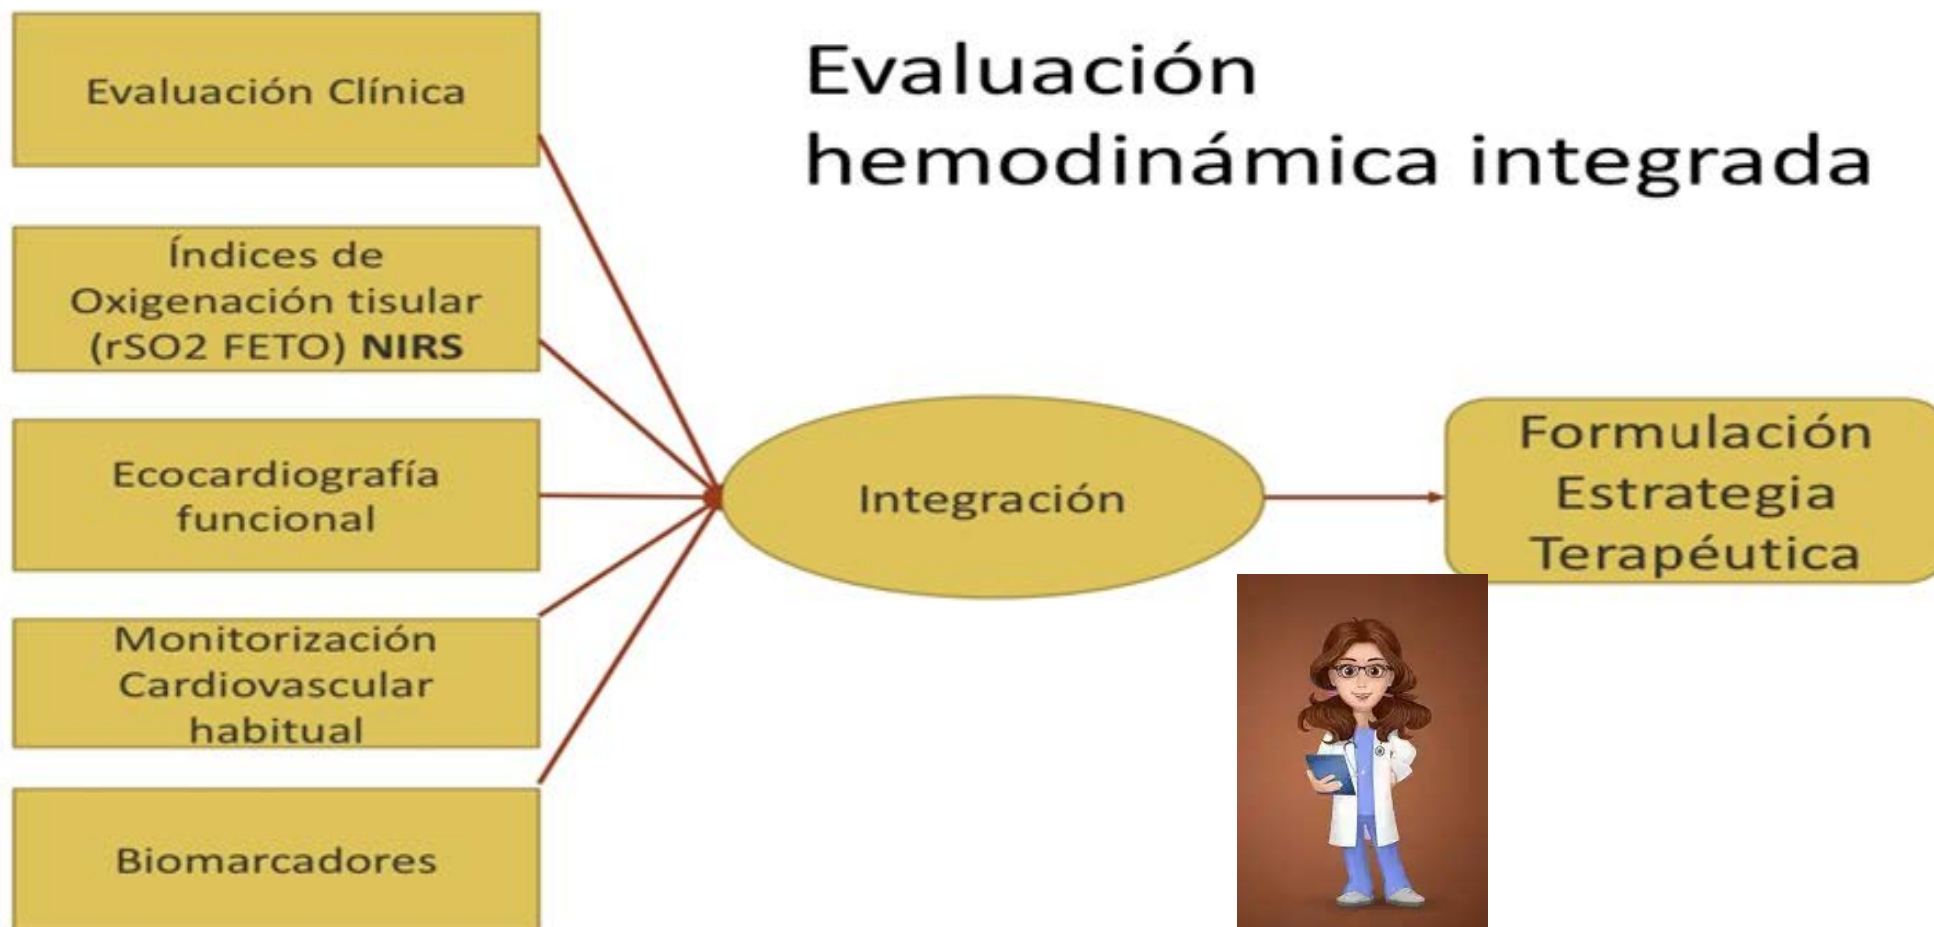 Evaluación
hemodinámica integrada
Evaluación Clínica
Índices de
Oxigenación tisular
(rSO2 FETO) NIRS
Ecocardiografía
funcional
Monitorización
Cardiovascular
habitual
Biomarcadores
Integración
Formulación
Estrategia
Terapéutica